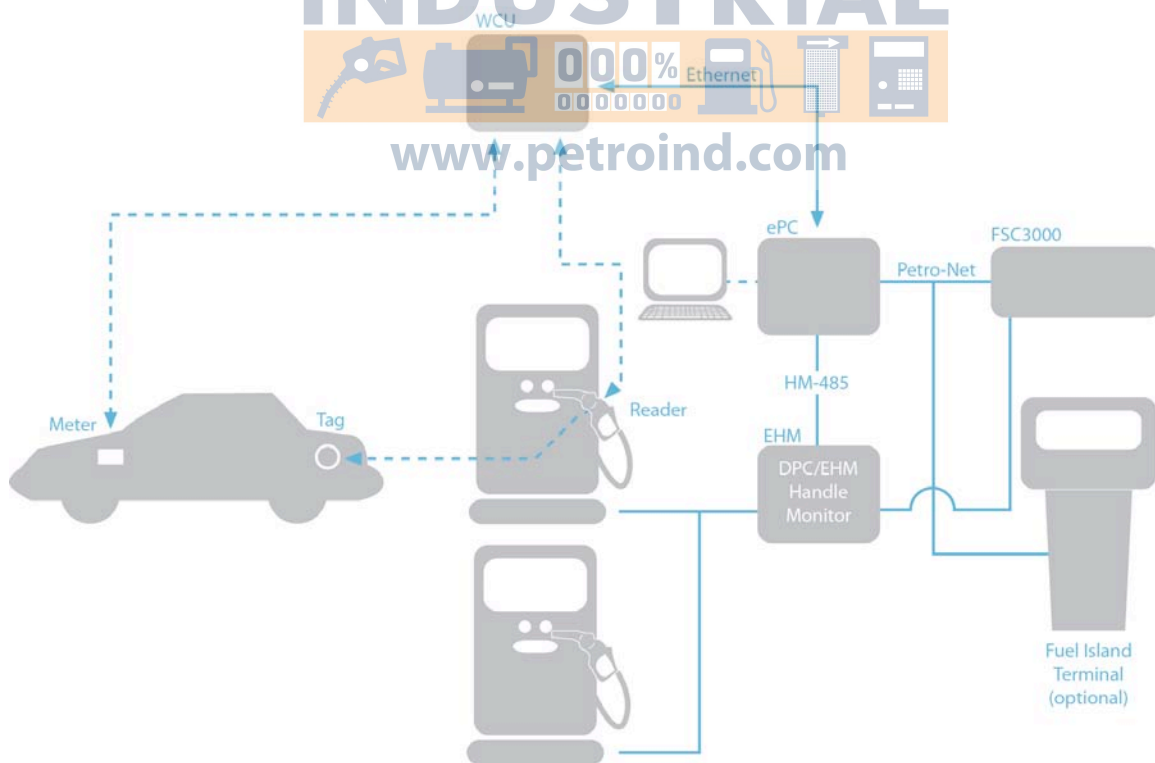 INDUSTRIAL
WCU
000%
0000000
Ethernet
www.petroind.com
ePC
FSC3000
Petro-Net
HM-485
Meter
Tag
Reader
EHM
DPC/EHM
Handle
Monitor
Fuel Island
Terminal
(optional)